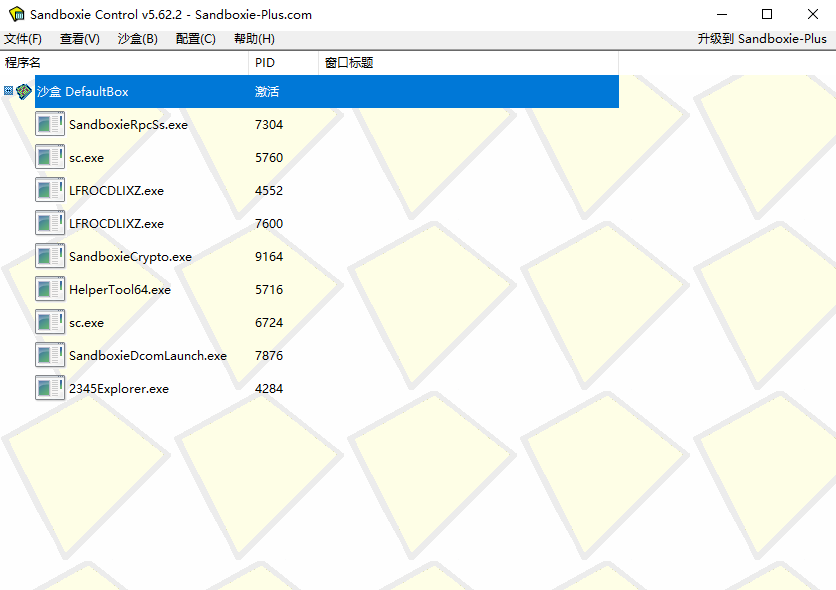 Sandboxie Control v5.62.2 - Sandboxie-Plus.com
文件(F) 查看(V) 沙盒(B) 配置(C) 帮助(H) 升级到 Sandboxie-Plus
程序名 PID 窗口标题
沙盒 DefaultBox 激活
SandboxieRpcSs.exe 7304
sc.exe 5760
LFROCDLIXZ.exe 4552
LFROCDLIXZ.exe 7600
SandboxieCrypto.exe 9164
HelperTool64.exe 5716
sc.exe 6724
SandboxieDcomLaunch.exe 7876
2345Explorer.exe 4284